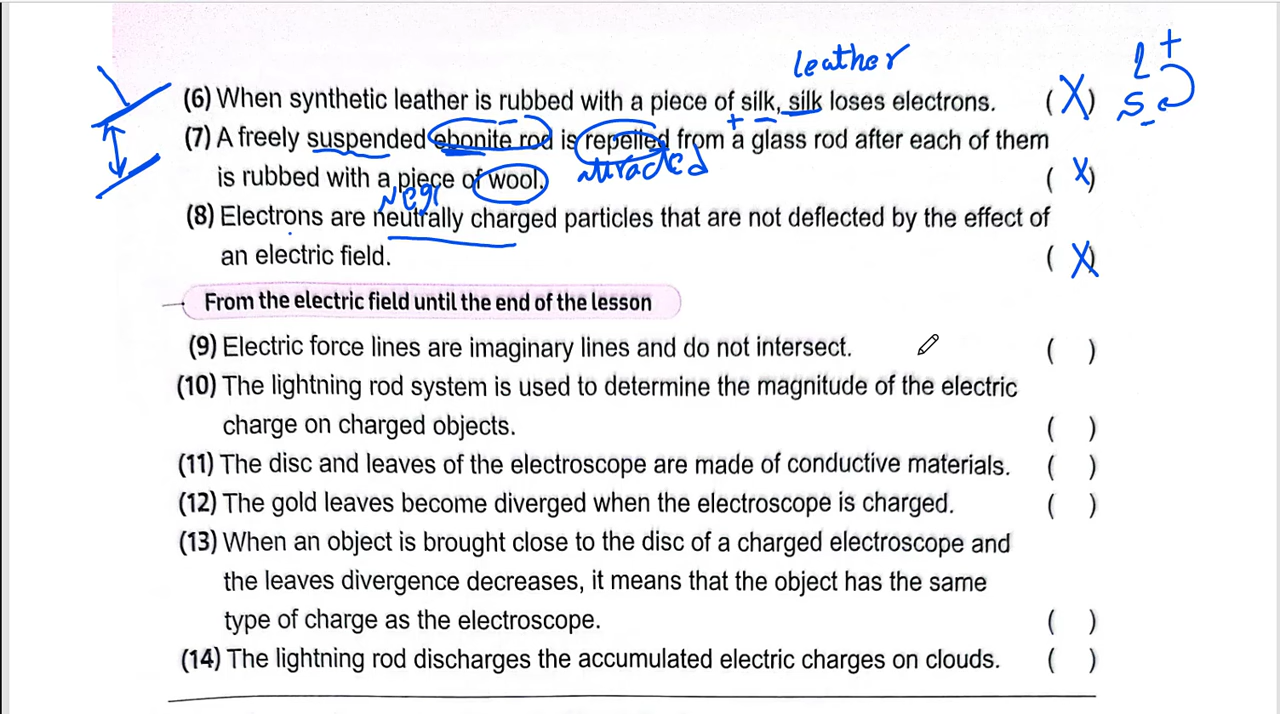 leather
(6) When synthetic leather is rubbed with a piece of silk, silk loses electrons. (X) L +
S -
(7) A freely suspended ebonite rod is repelled from a glass rod after each of them
attracted
is rubbed with a piece of wool. (X)
Neg
(8) Electrons are neutrally charged particles that are not deflected by the effect of
an electric field. (X)
From the electric field until the end of the lesson
(9) Electric force lines are imaginary lines and do not intersect. ( )
(10) The lightning rod system is used to determine the magnitude of the electric
charge on charged objects. ( )
(11) The disc and leaves of the electroscope are made of conductive materials. ( )
(12) The gold leaves become diverged when the electroscope is charged. ( )
(13) When an object is brought close to the disc of a charged electroscope and
the leaves divergence decreases, it means that the object has the same
type of charge as the electroscope. ( )
(14) The lightning rod discharges the accumulated electric charges on clouds. ( )